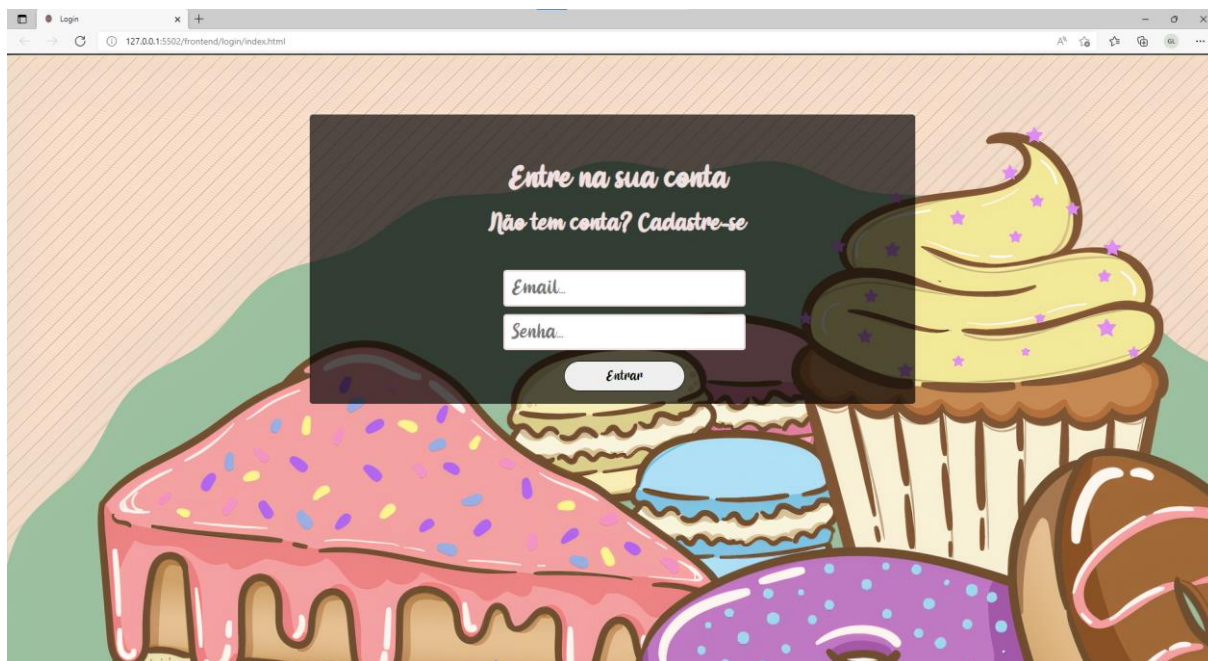 Login
127.0.0.1:5502/frontend/login/index.html
GL
Entre na sua conta
Não tem conta? Cadastre-se
Email...
Senha...
Entrar